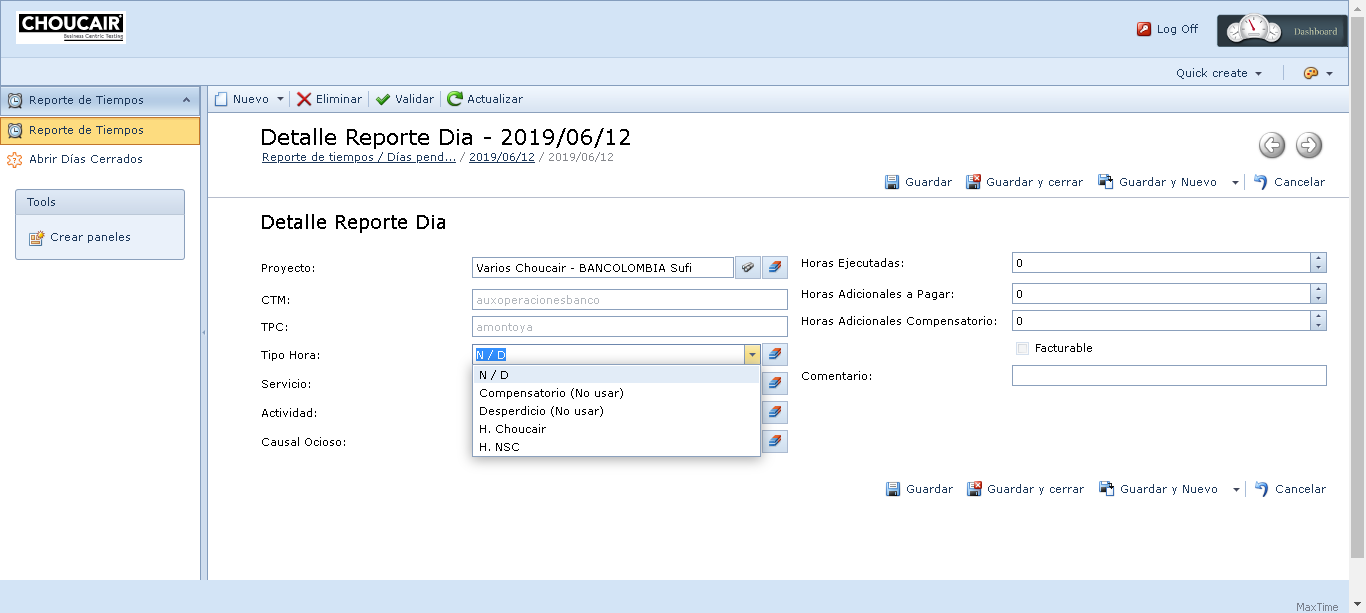 CHOUCAIR
Business Centric Testing
Log Off
Dashboard
Quick create
Reporte de Tiempos
Reporte de Tiempos
Abrir Días Cerrados
Tools
Crear paneles
Nuevo Eliminar Validar Actualizar
Detalle Reporte Dia - 2019/06/12
Reporte de tiempos / Días pend... / 2019/06/12 / 2019/06/12
Guardar Guardar y cerrar Guardar y Nuevo Cancelar
Detalle Reporte Dia
Proyecto: Varios Choucair - BANCOLOMBIA Sufi
CTM: auxoperacionesbanco
TPC: amontoya
Tipo Hora: N / D
N / D
Compensatorio (No usar)
Desperdicio (No usar)
H. Choucair
H. NSC
Servicio:
Actividad:
Causal Ocioso:
Horas Ejecutadas: 0
Horas Adicionales a Pagar: 0
Horas Adicionales Compensatorio: 0
Facturable
Comentario:
Guardar Guardar y cerrar Guardar y Nuevo Cancelar
MaxTime